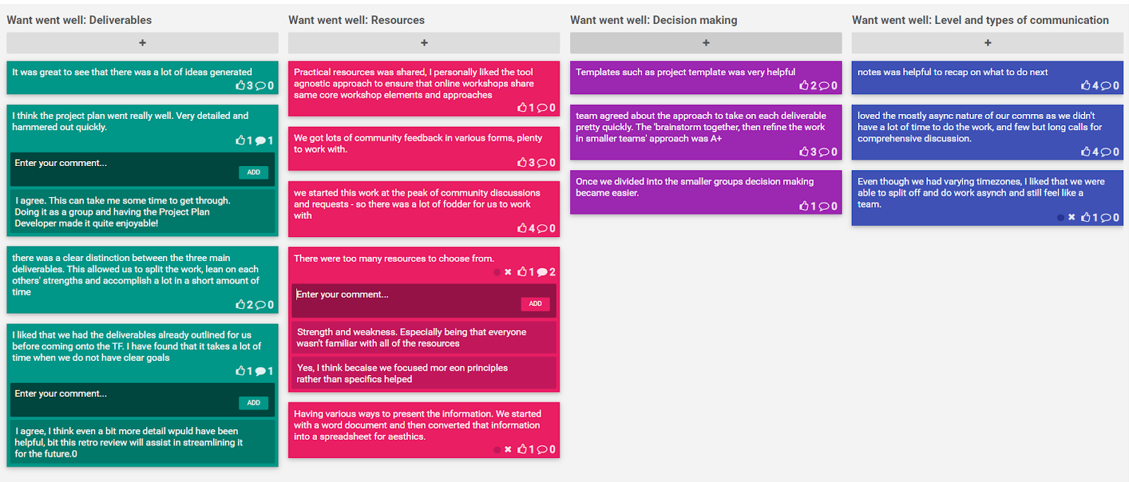 Want went well: Deliverables
+
It was great to see that there was a lot of ideas generated
3 0
I think the project plan went really well. Very detailed and
hammered out quickly.
1 1
Enter your comment...
ADD
I agree. This can take me some time to get through.
Doing it as a group and having the Project Plan
Developer made it quite enjoyable!
there was a clear distinction between the three main
deliverables. This allowed us to split the work, lean on each
others' strengths and accomplish a lot in a short amount of
time
2 0
I liked that we had the deliverables already outlined for us
before coming onto the TF. I have found that it takes a lot of
time when we do not have clear goals
1 1
Enter your comment...
ADD
I agree, I think even a bit more detail wpuld have been
helpful, bit this retro review will assist in streamlining it
for the future.0
Want went well: Resources
+
Practical resources was shared, I personally liked the tool
agnostic approach to ensure that online workshops share
same core workshop elements and approaches
1 0
We got lots of community feedback in various forms, plenty
to work with.
3 0
we started this work at the peak of community discussions
and requests - so there was a lot of fodder for us to work
with
4 0
There were too many resources to choose from.
1 2
Enter your comment...
ADD
Strength and weakness. Especially being that everyone
wasn't familiar with all of the resources
Yes, I think becaise we focused mor eon principles
rather than specifics helped
Having various ways to present the information. We started
with a word document and then converted that information
into a spreadsheet for aesthics.
1 0
Want went well: Decision making
+
Templates such as project template was very helpful
2 0
team agreed about the approach to take on each deliverable
pretty quickly. The 'brainstorm together, then refine the work
in smaller teams' approach was A+
3 0
Once we divided into the smaller groups decision making
became easier.
1 0
Want went well: Level and types of communication
+
notes was helpful to recap on what to do next
4 0
loved the mostly async nature of our comms as we didn't
have a lot of time to do the work, and few but long calls for
comprehensive discussion.
4 0
Even though we had varying timezones, I liked that we were
able to split off and do work asynch and still feel like a
team.
1 0